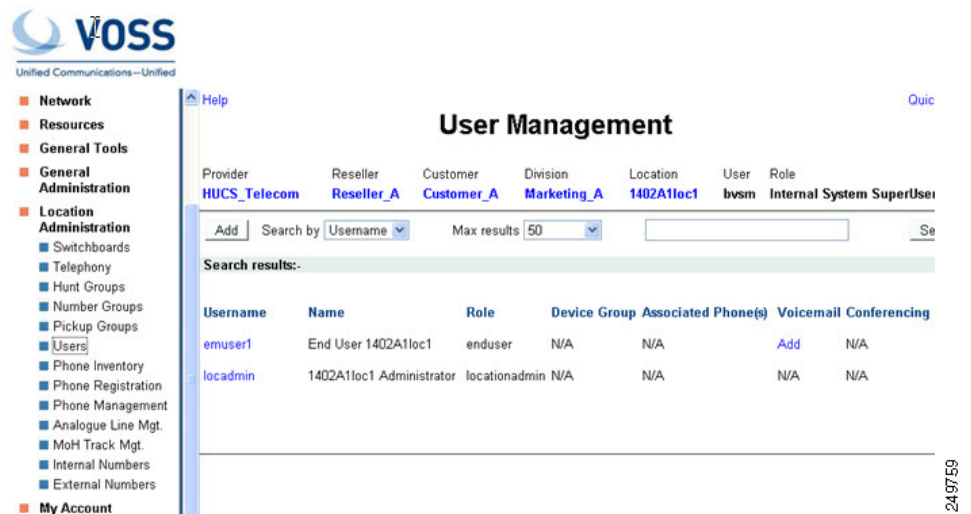 VOSS
Unified Communications—Unified
Network
Resources
General Tools
General
Administration
Location
Administration
Switchboards
Telephony
Hunt Groups
Number Groups
Pickup Groups
Users
Phone Inventory
Phone Registration
Phone Management
Analogue Line Mgt.
MoH Track Mgt.
Internal Numbers
External Numbers
My Account
Help Quic
User Management
Provider Reseller Customer Division Location User Role
HUCS_Telecom Reseller_A Customer_A Marketing_A 1402A1loc1 bvsm Internal System SuperUser
Add Search by Username Max results 50 Se
Search results:-
Username Name Role Device Group Associated Phone(s) Voicemail Conferencing
emuser1 End User 1402A1loc1 enduser N/A N/A Add N/A
locadmin 1402A1loc1 Administrator locationadmin N/A N/A N/A N/A
249759